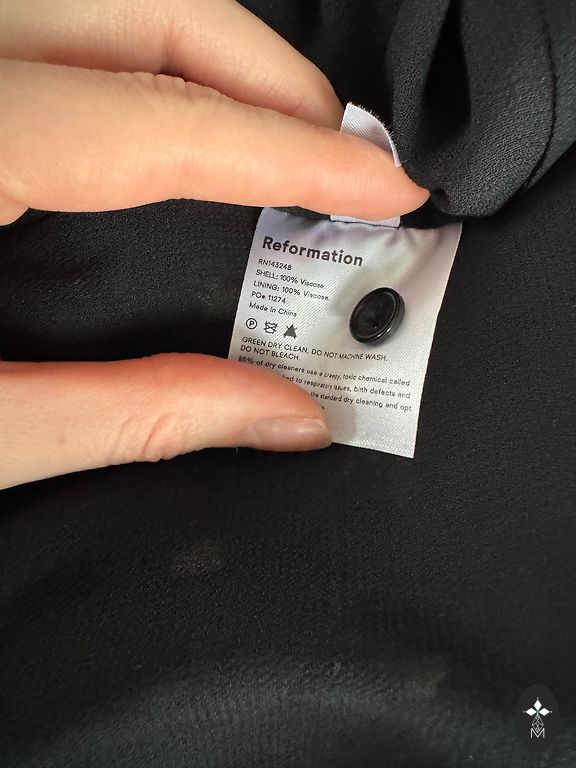 Reformation
RN143248
SHELL: 100% Viscose.
LINING: 100% Viscose.
PO# 11274
Made in China
P
GREEN DRY CLEAN. DO NOT MACHINE WASH.
DO NOT BLEACH.
85% of dry cleaners use a creepy, toxic chemical called
to respiratory issues, birth defects and
the standard dry cleaning and opt
M